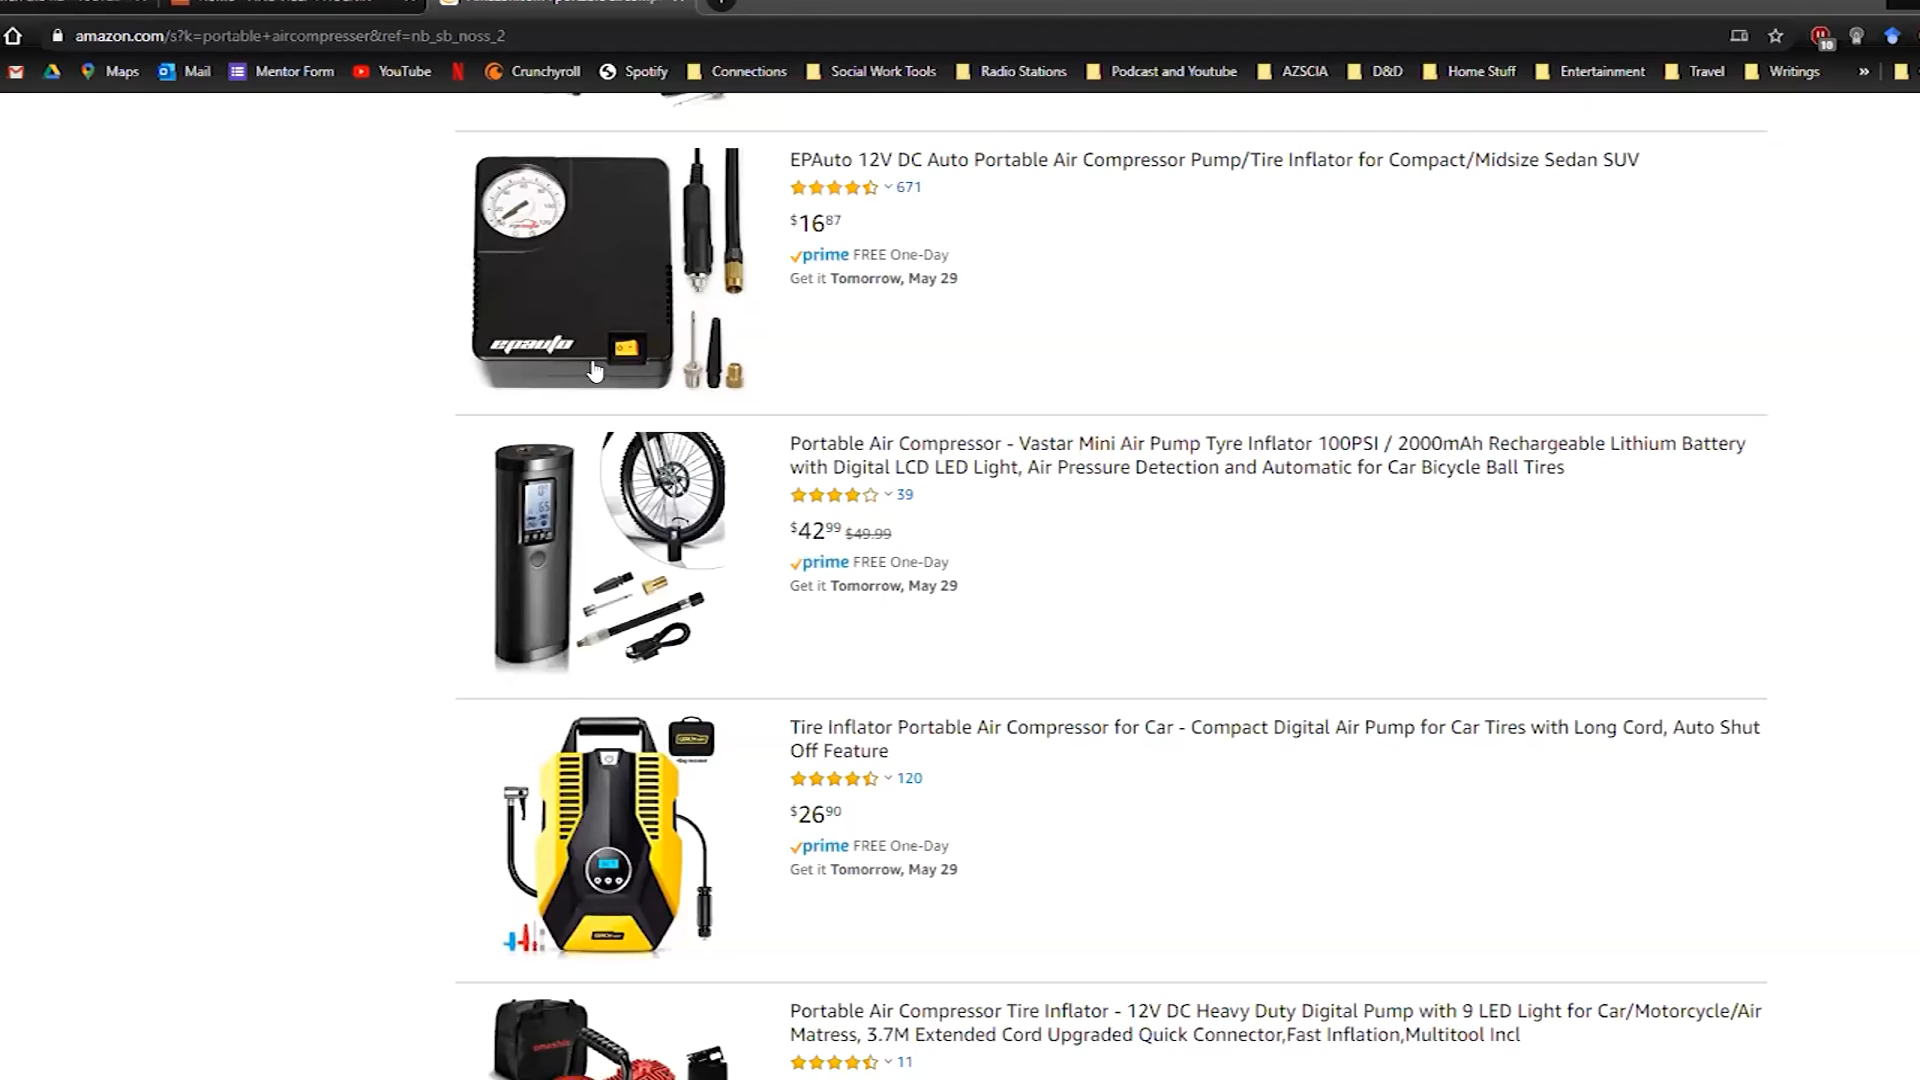 amazon.com/s?k=portable+aircompresser&ref=nb_sb_noss_2
10
Maps Mail Mentor Form YouTube Crunchyroll Spotify Connections Social Work Tools Radio Stations Podcast and Youtube AZSCIA D&D Home Stuff Entertainment Travel Writings »
EPAuto 12V DC Auto Portable Air Compressor Pump/Tire Inflator for Compact/Midsize Sedan SUV
671
$1687
prime FREE One-Day
Get it Tomorrow, May 29
epauto
Portable Air Compressor - Vastar Mini Air Pump Tyre Inflator 100PSI / 2000mAh Rechargeable Lithium Battery
with Digital LCD LED Light, Air Pressure Detection and Automatic for Car Bicycle Ball Tires
39
$4299 $49.99
prime FREE One-Day
Get it Tomorrow, May 29
Tire Inflator Portable Air Compressor for Car - Compact Digital Air Pump for Car Tires with Long Cord, Auto Shut
Off Feature
120
$2690
prime FREE One-Day
Get it Tomorrow, May 29
Portable Air Compressor Tire Inflator - 12V DC Heavy Duty Digital Pump with 9 LED Light for Car/Motorcycle/Air
Matress, 3.7M Extended Cord Upgraded Quick Connector,Fast Inflation,Multitool Incl
11